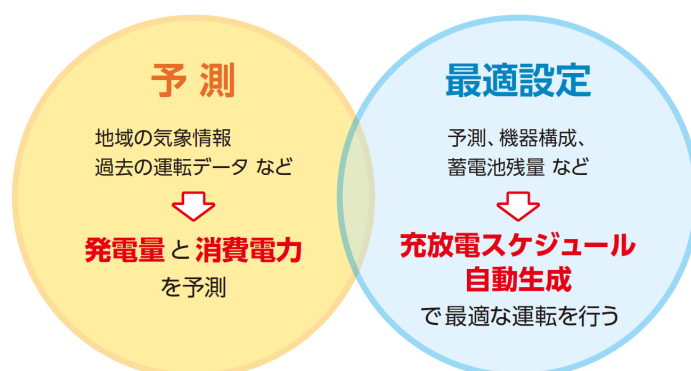 予測
地域の気象情報
過去の運転データ など
発電量 と 消費電力
を予測
最適設定
予測、機器構成、
蓄電池残量 など
充放電スケジュール
自動生成
で最適な運転を行う